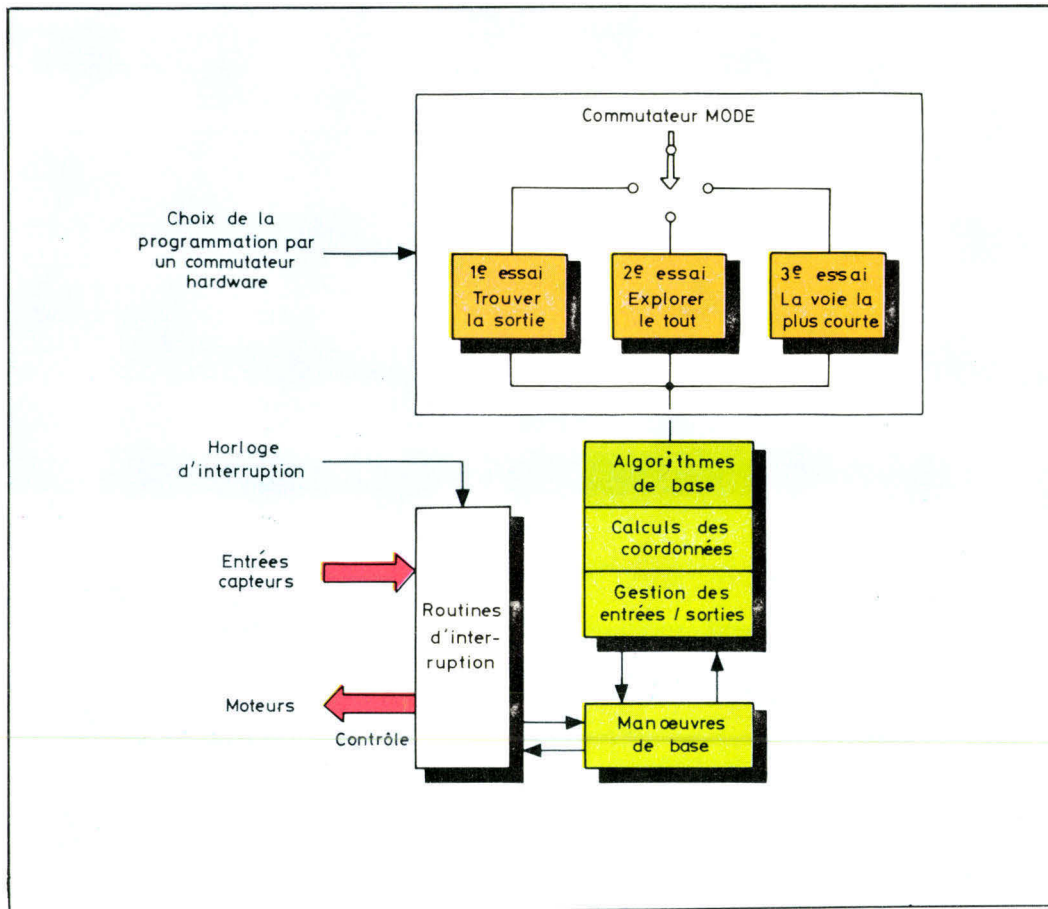 Commutateur MODE
Choix de la
programmation par
un commutateur
hardware
1e essai
Trouver
la sortie
2e essai
Explorer
le tout
3e essai
La voie la
plus courte
Horloge
d'interruption
Entrées
capteurs
Moteurs
Contrôle
Routines
d'inter-
ruption
Algorithmes
de base
Calculs des
coordonnées
Gestion des
entrées / sorties
Manœuvres
de base